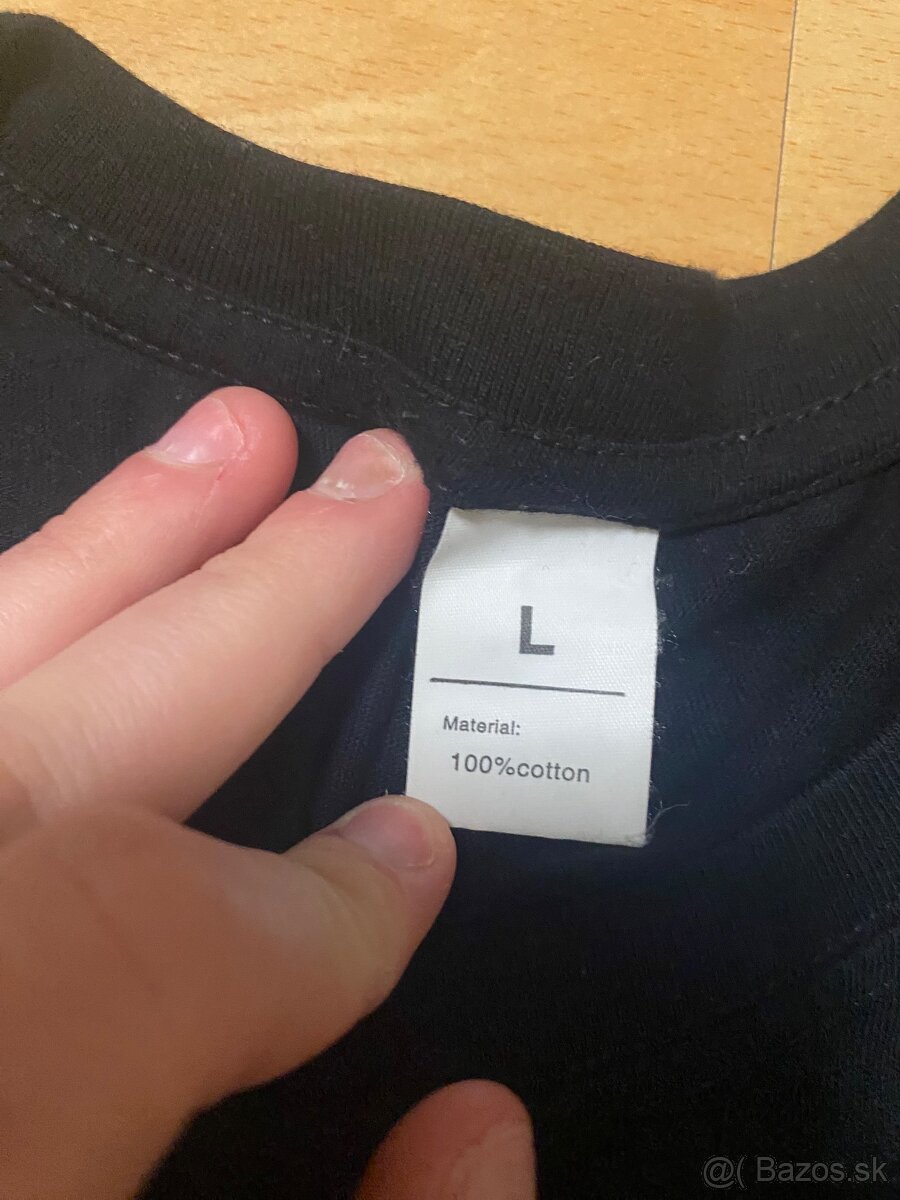 L
Material:
100%cotton
@( Bazos.sk